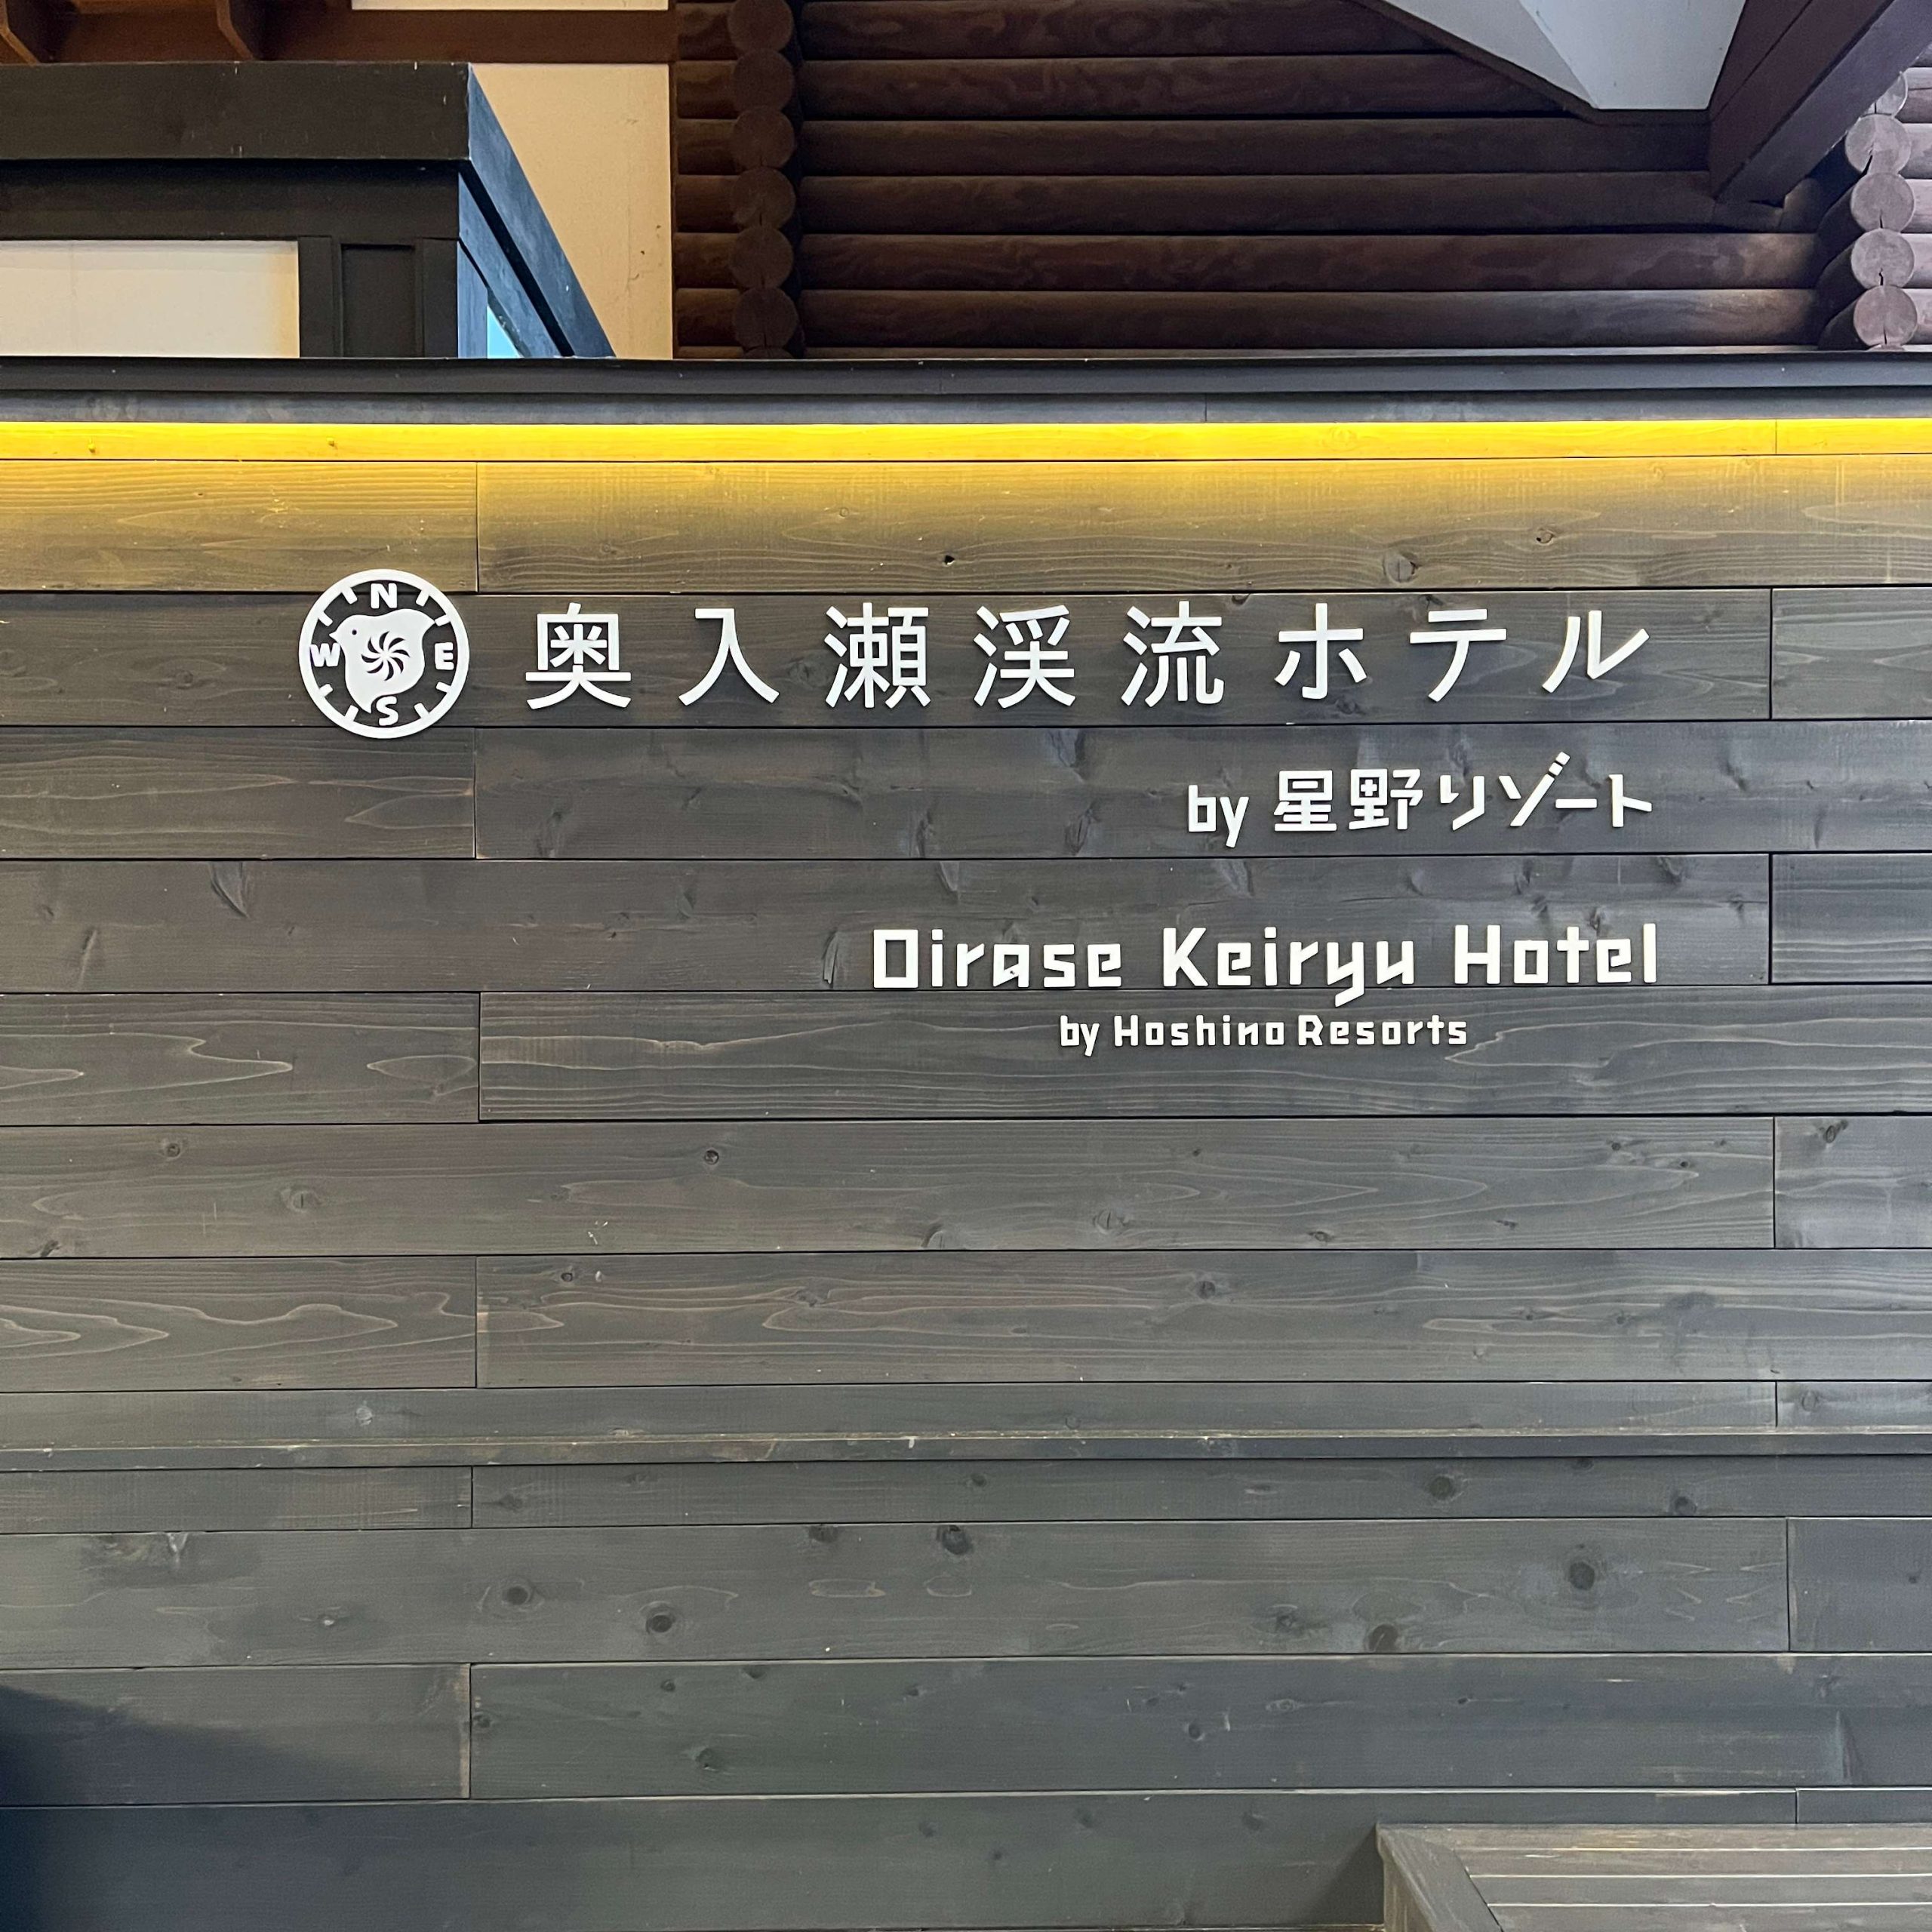 N
W E
S
奥入瀬渓流ホテル
by 星野リゾート
Oirase Keiryu Hotel
by Hoshino Resorts